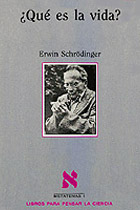 ¿Qué es la vida?
Erwin Schrödinger
METATEMAS 1
LIBROS PARA PENSAR LA CIENCIA